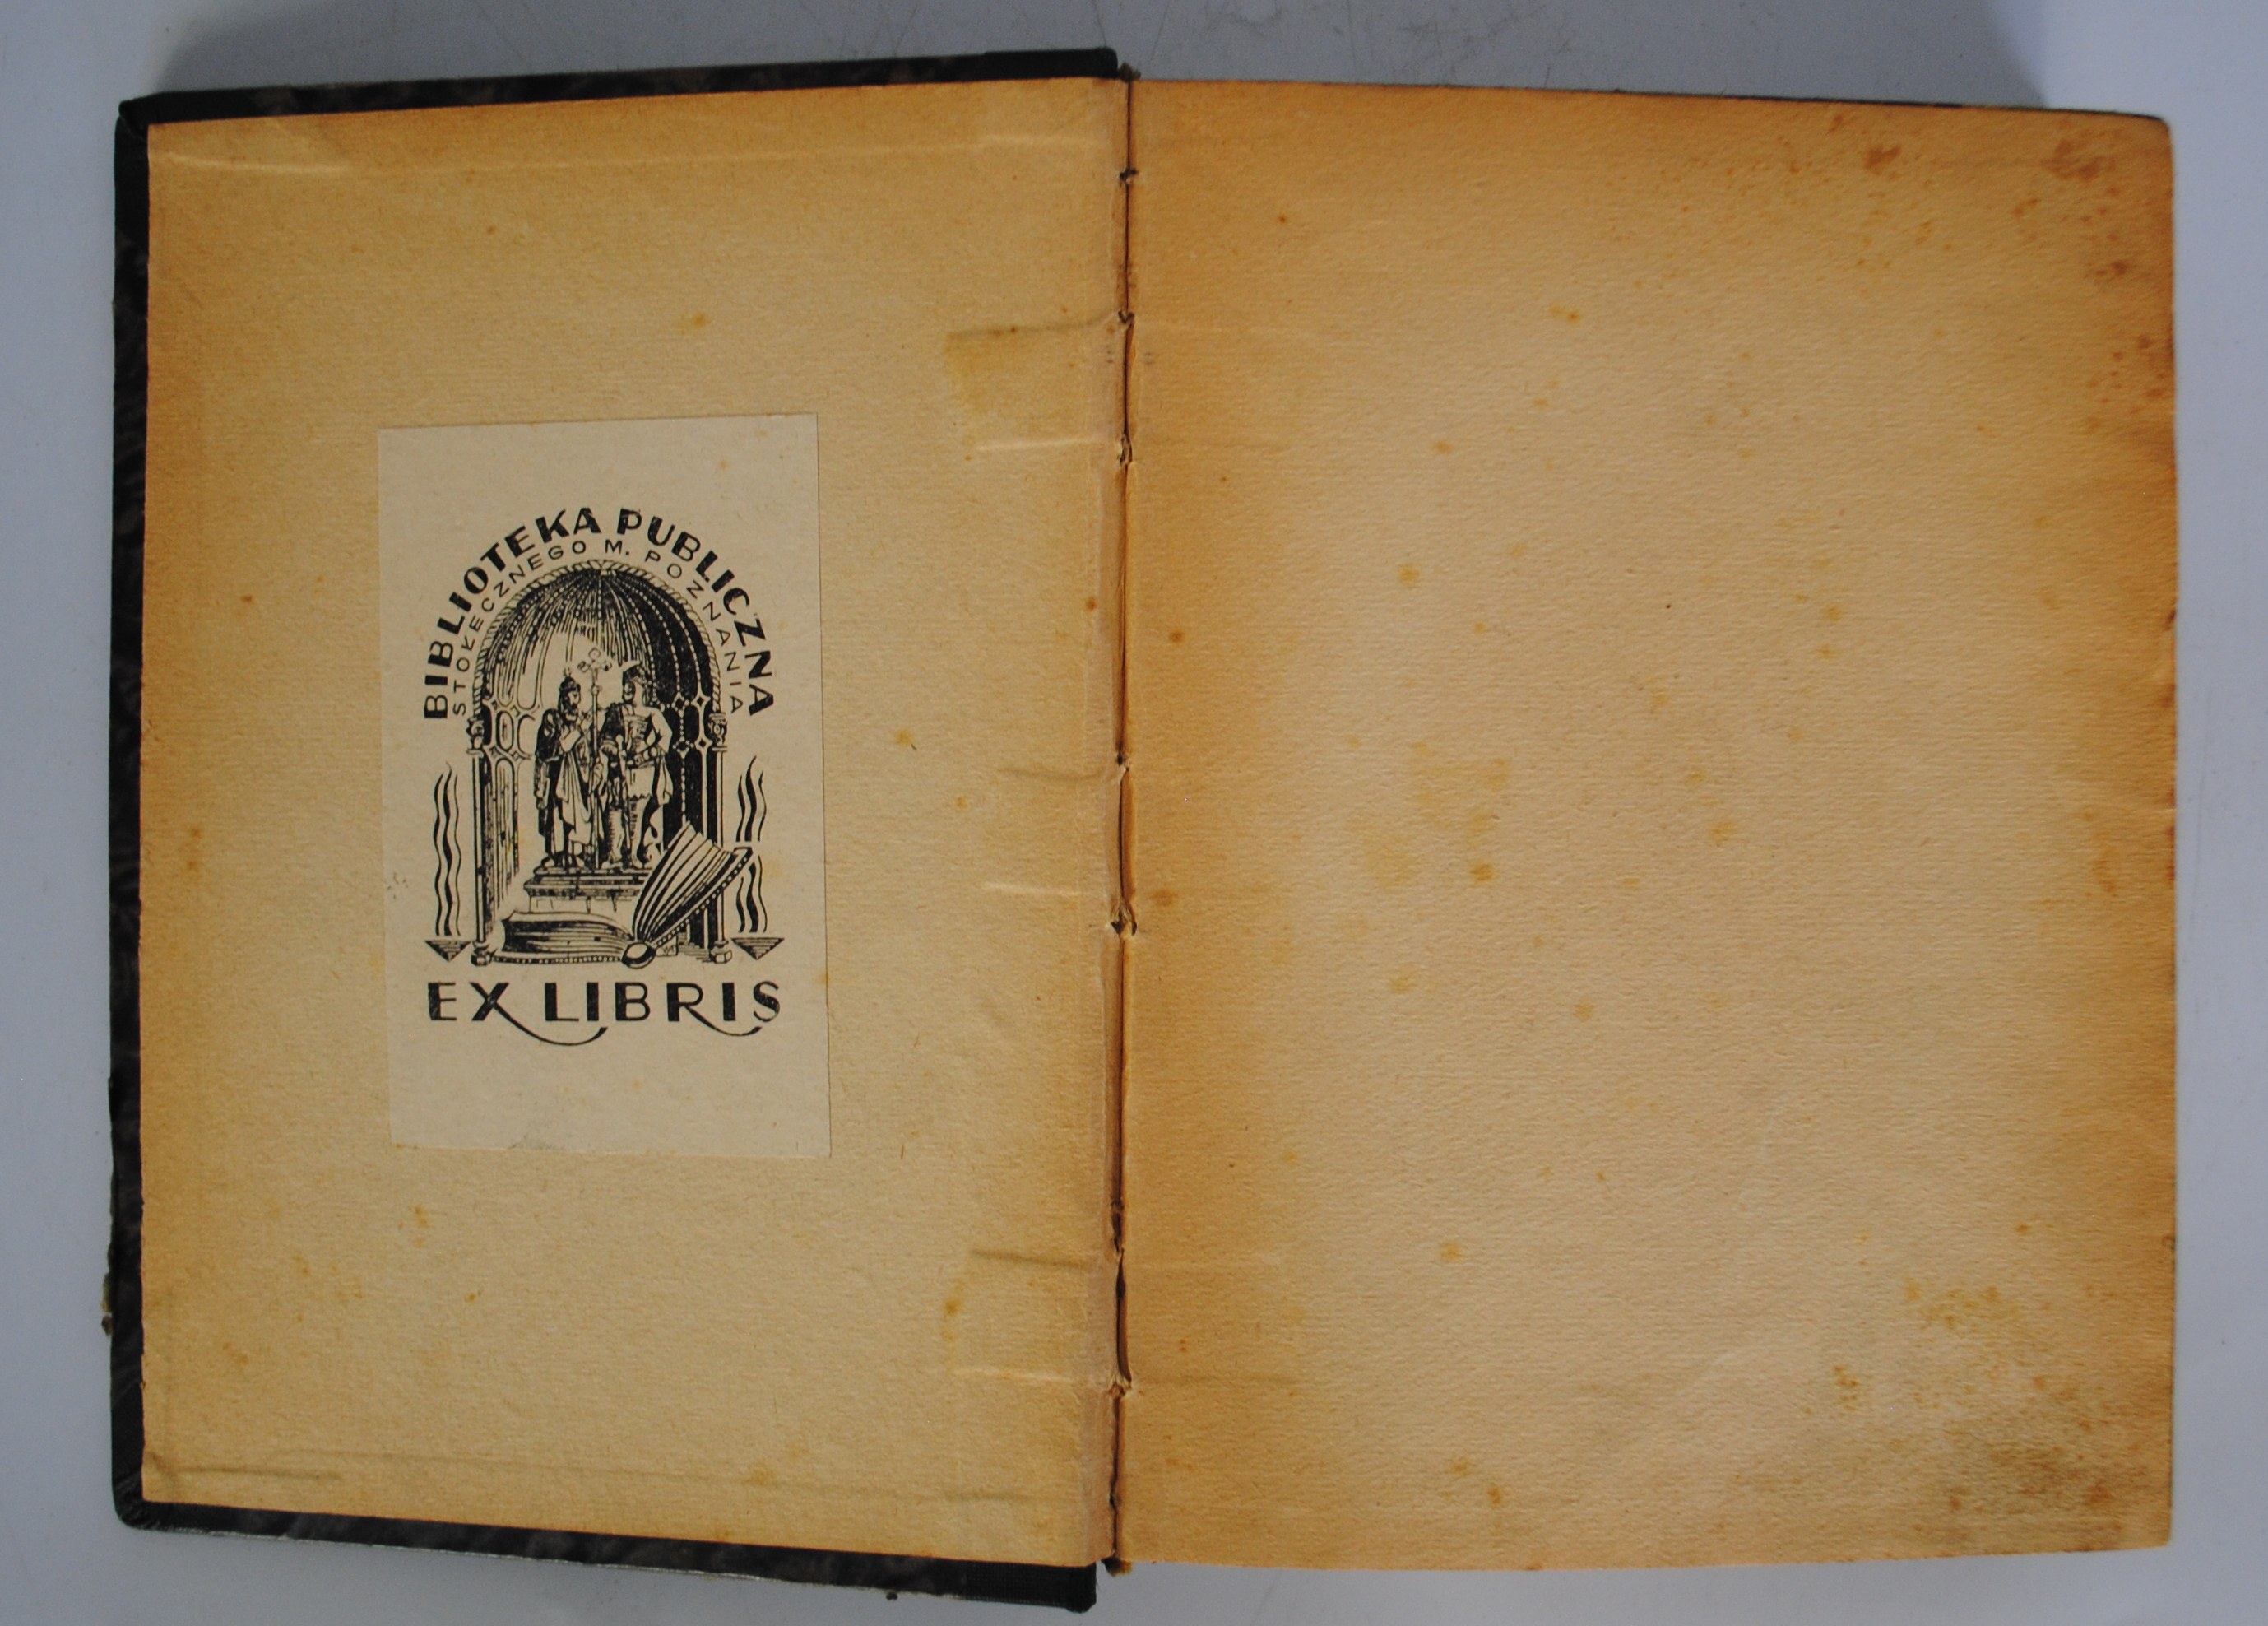 BIBLIOTEKA PUBLICZNA
STOŁECZNEGO M. POZNANIA
EX LIBRIS